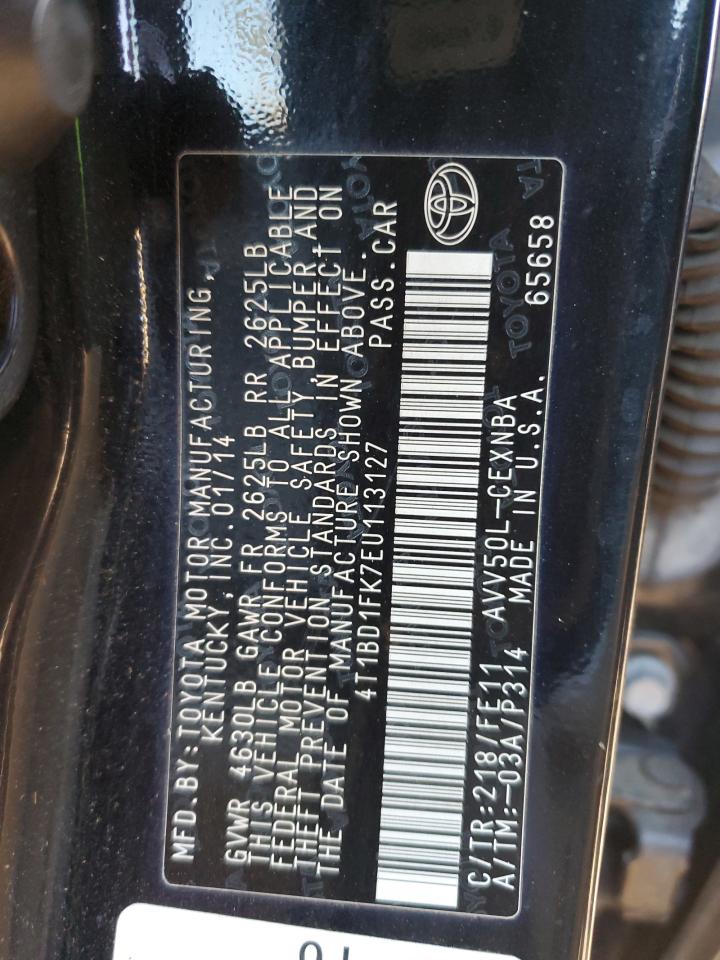 MFD.BY:TOYOTA MOTOR MANUFACTURING,
KENTUCKY,INC.01/14
GVWR 4630LB GAWR FR 2625LB RR 2625LB
THIS VEHICLE CONFORMS TO ALL APPLICABLE
FEDERAL MOTOR VEHICLE SAFETY,BUMPER,AND
THEFT PREVENTION STANDARDS IN EFFECT ON
THE DATE OF MANUFACTURE SHOWN ABOVE.
4T1BD1FK7EU113127 PASS.CAR
C/TR:218/FE11 AVV50L-CEXNBA
A/TM:-03A/P314 MADE IN U.S.A. 65658